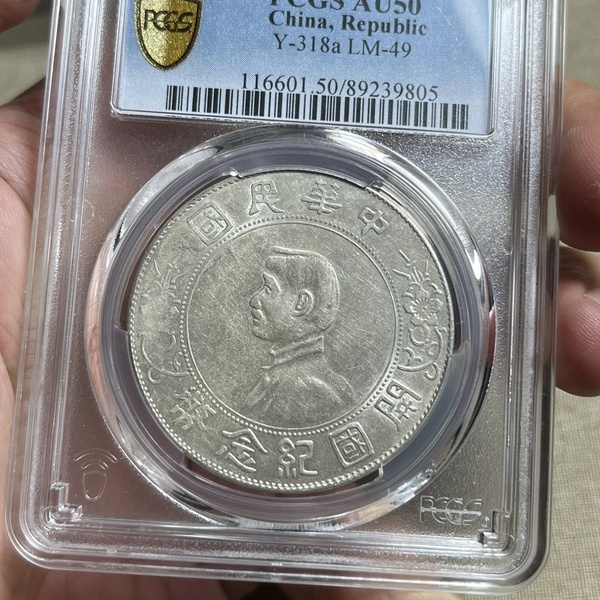 PCGS
PCGS AU50
China, Republic
Y-318a LM-49
116601.50/89239805
中華民國
開國紀念幣
PCGS